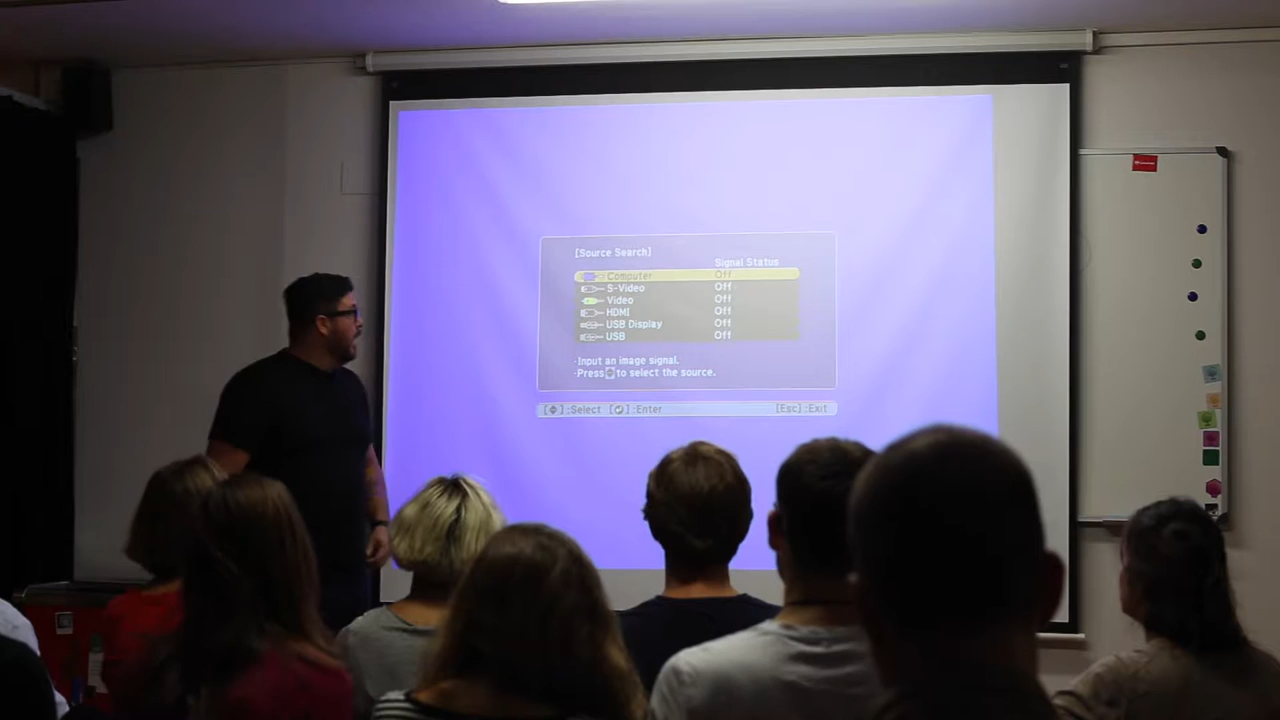 [Source Search]
Signal Status
Computer Off
S-Video Off
Video Off
HDMI Off
USB Display Off
USB Off
·Input an image signal.
·Press to select the source.
[ ] :Select [ ] :Enter [Esc] :Exit